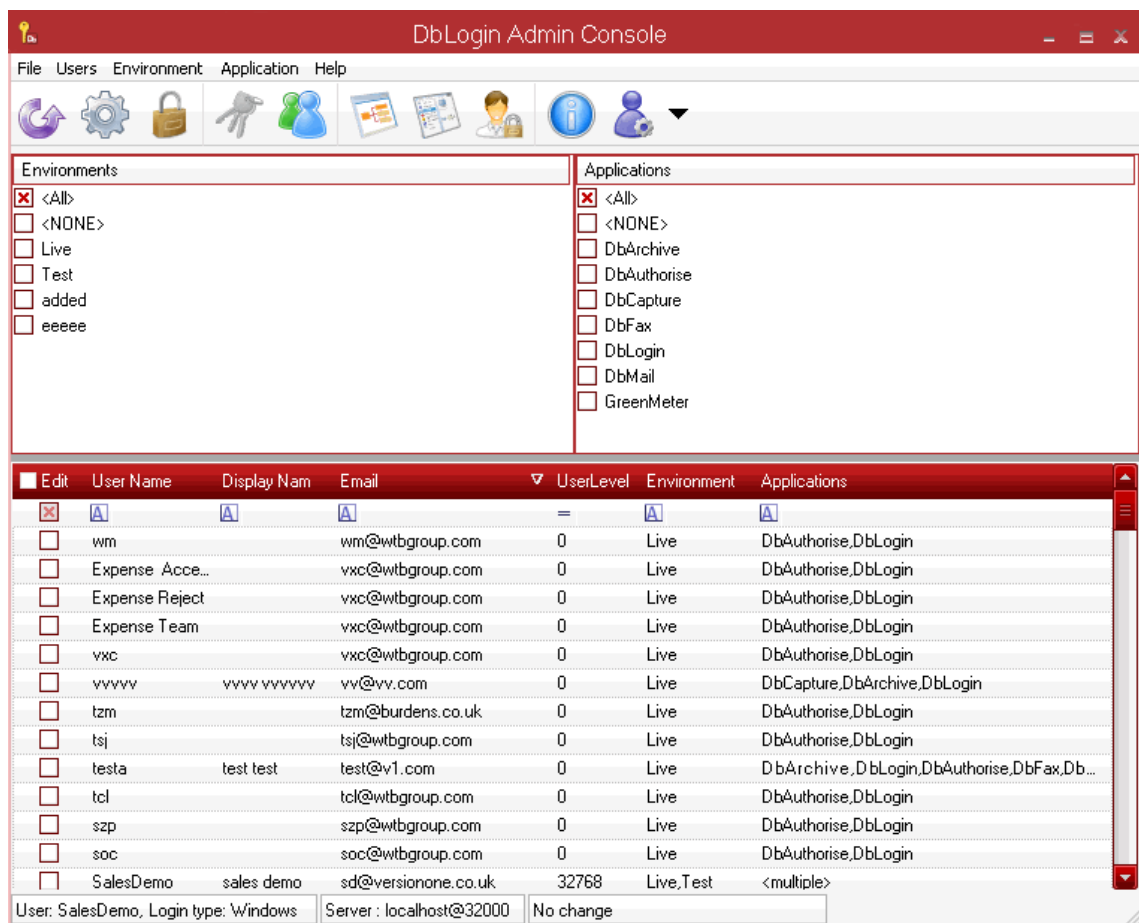 DbLogin Admin Console
File Users Environment Application Help
Environments
<All>
<NONE>
Live
Test
added
eeeee
Applications
<All>
<NONE>
DbArchive
DbAuthorise
DbCapture
DbFax
DbLogin
DbMail
GreenMeter
Edit User Name Display Nam Email UserLevel Environment Applications
A A A = A A
wm wm@wtbgroup.com 0 Live DbAuthorise,DbLogin
Expense Acce... vxc@wtbgroup.com 0 Live DbAuthorise,DbLogin
Expense Reject vxc@wtbgroup.com 0 Live DbAuthorise,DbLogin
Expense Team vxc@wtbgroup.com 0 Live DbAuthorise,DbLogin
vxc vxc@wtbgroup.com 0 Live DbAuthorise,DbLogin
vvvvv vvvv vvvvvv vv@vv.com 0 Live DbCapture,DbArchive,DbLogin
tzm tzm@burdens.co.uk 0 Live DbAuthorise,DbLogin
tsj tsj@wtbgroup.com 0 Live DbAuthorise,DbLogin
testa test test test@v1.com 0 Live DbArchive,DbLogin,DbAuthorise,DbFax,Db...
tcl tcl@wtbgroup.com 0 Live DbAuthorise,DbLogin
szp szp@wtbgroup.com 0 Live DbAuthorise,DbLogin
soc soc@wtbgroup.com 0 Live DbAuthorise,DbLogin
SalesDemo sales demo sd@versionone.co.uk 32768 Live,Test <multiple>
User: SalesDemo, Login type: Windows Server : localhost@32000 No change